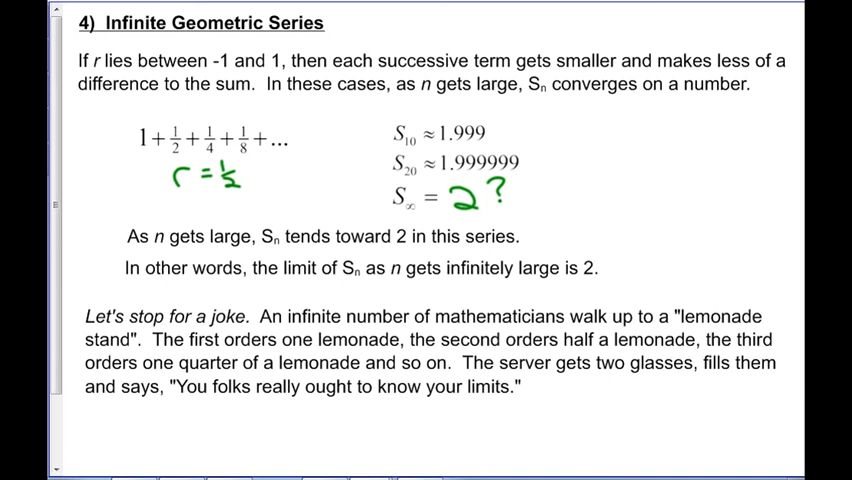 4) Infinite Geometric Series
If r lies between -1 and 1, then each successive term gets smaller and makes less of a
difference to the sum. In these cases, as n gets large, Sₙ converges on a number.
1 + 1/2 + 1/4 + 1/8 + ...
r = 1/2
S₁₀ ≈ 1.999
S₂₀ ≈ 1.999999
S∞ = 2 ?
As n gets large, Sₙ tends toward 2 in this series.
In other words, the limit of Sₙ as n gets infinitely large is 2.
Let's stop for a joke. An infinite number of mathematicians walk up to a "lemonade
stand". The first orders one lemonade, the second orders half a lemonade, the third
orders one quarter of a lemonade and so on. The server gets two glasses, fills them
and says, "You folks really ought to know your limits."